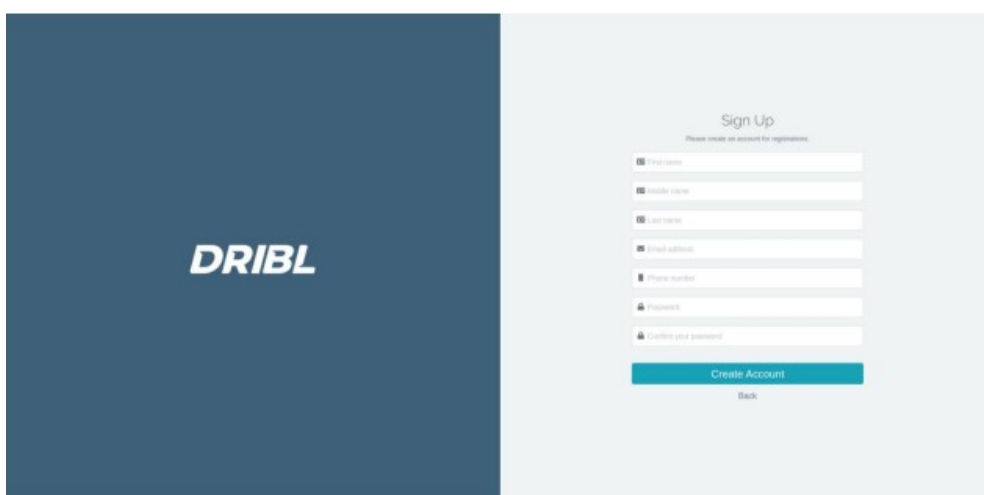 DRIBL
Sign Up
Please create an account for registrations.
First name
Middle name
Last name
Email address
Phone number
Password
Confirm your password
Create Account
Back